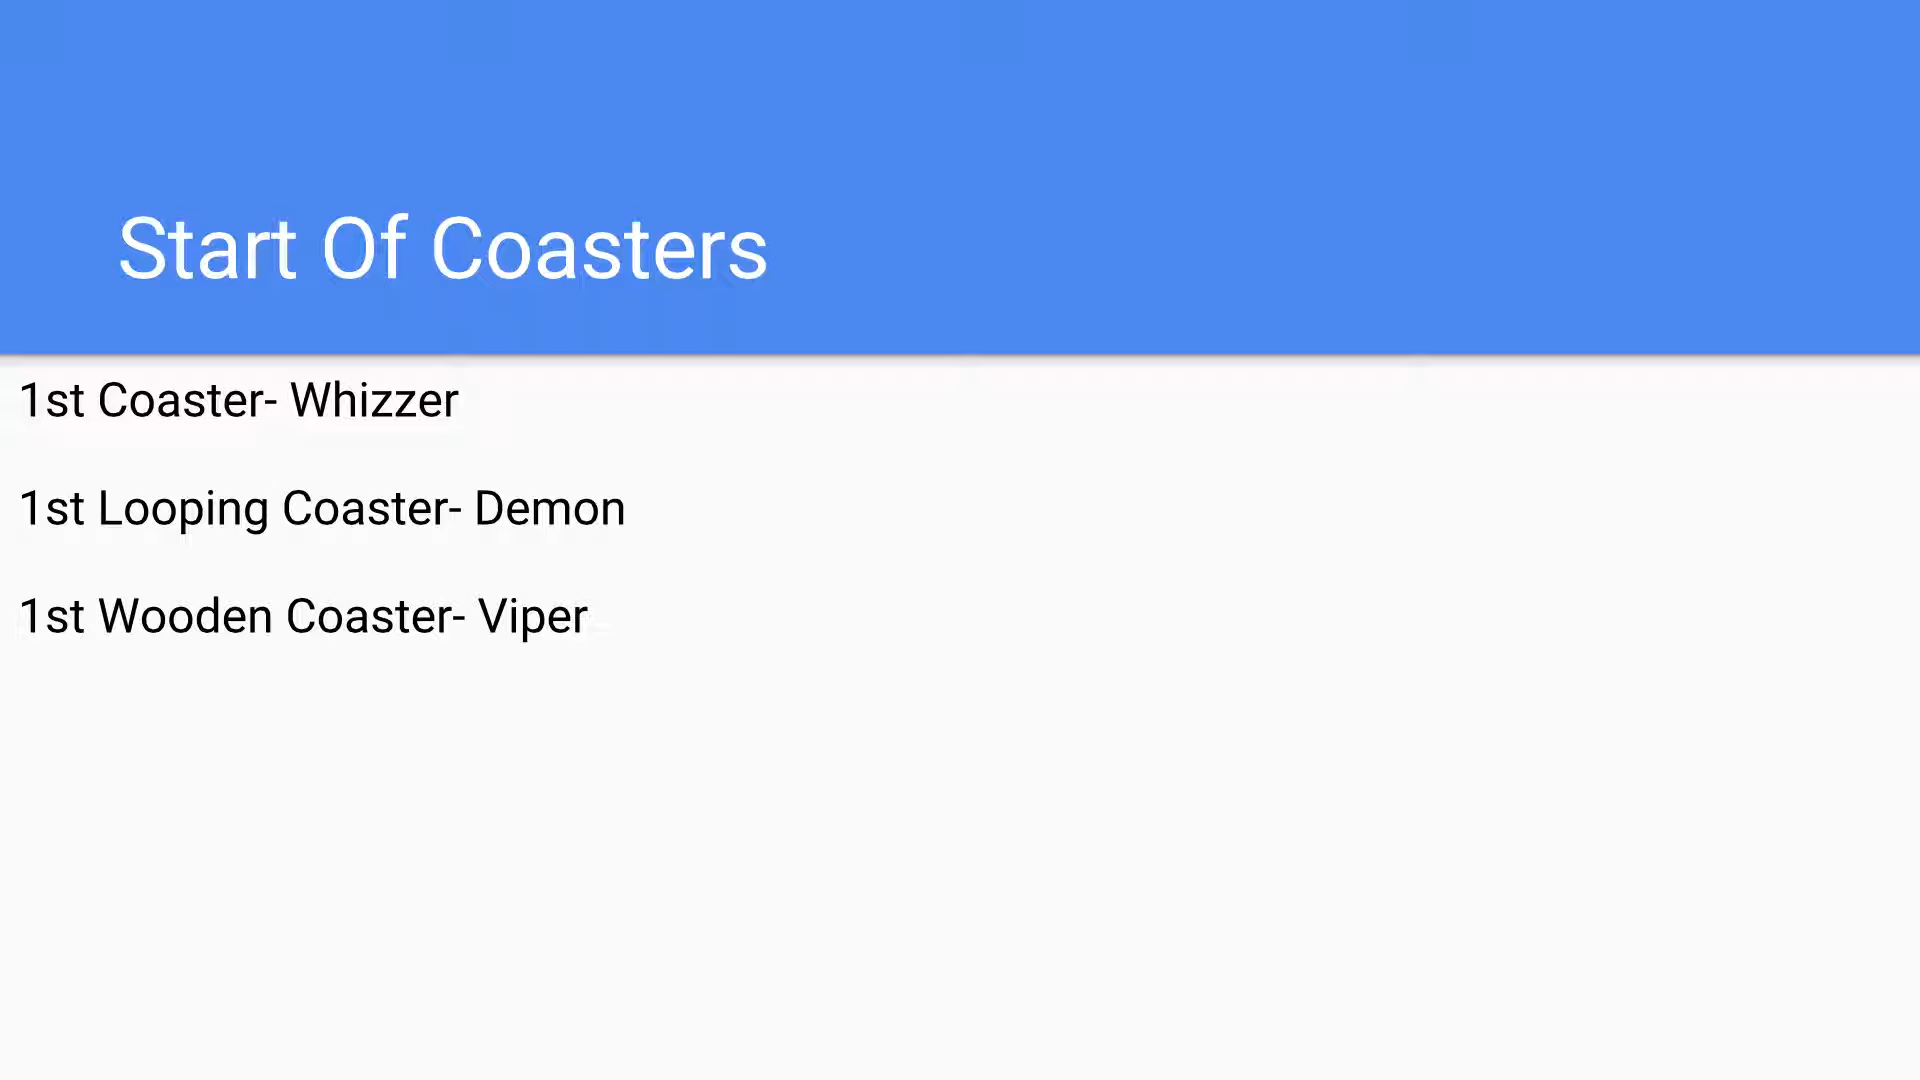 Start Of Coasters
1st Coaster- Whizzer
1st Looping Coaster- Demon
1st Wooden Coaster- Viper